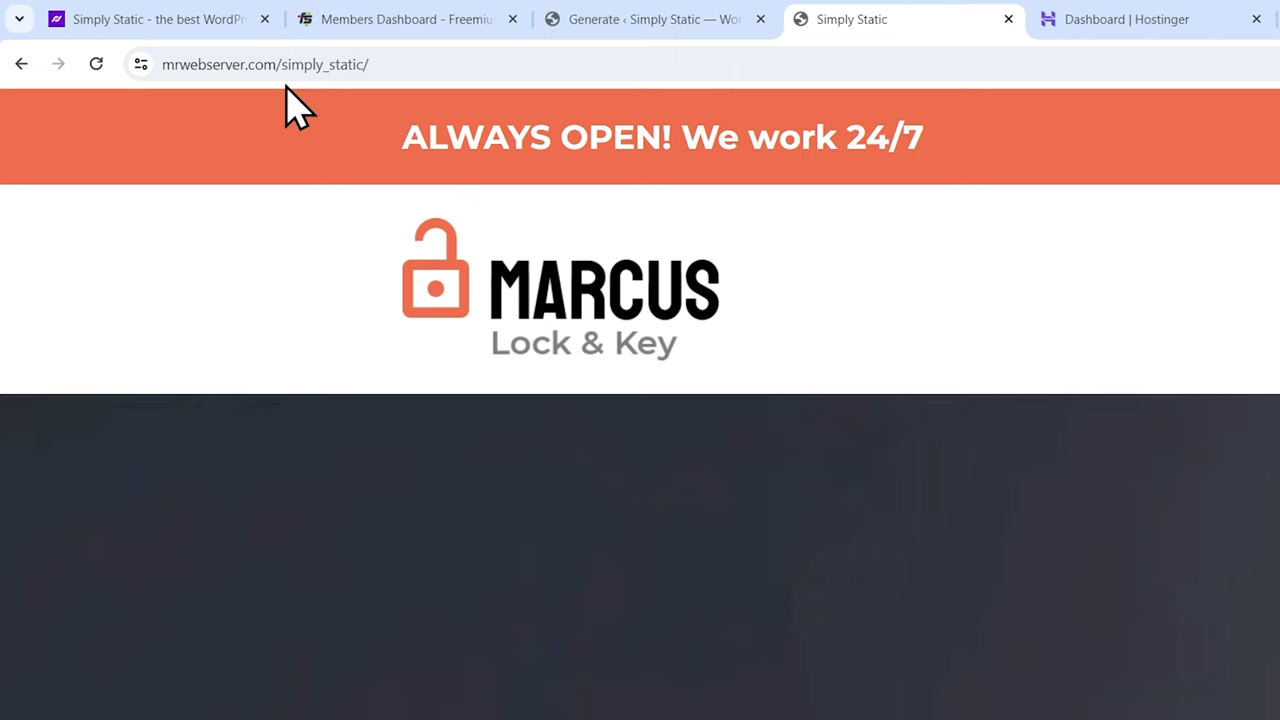 Simply Static - the best WordPr
Members Dashboard - Freemiu
Generate ‹ Simply Static — Wor
Simply Static
Dashboard | Hostinger
mrwebserver.com/simply_static/
ALWAYS OPEN! We work 24/7
MARCUS
Lock & Key